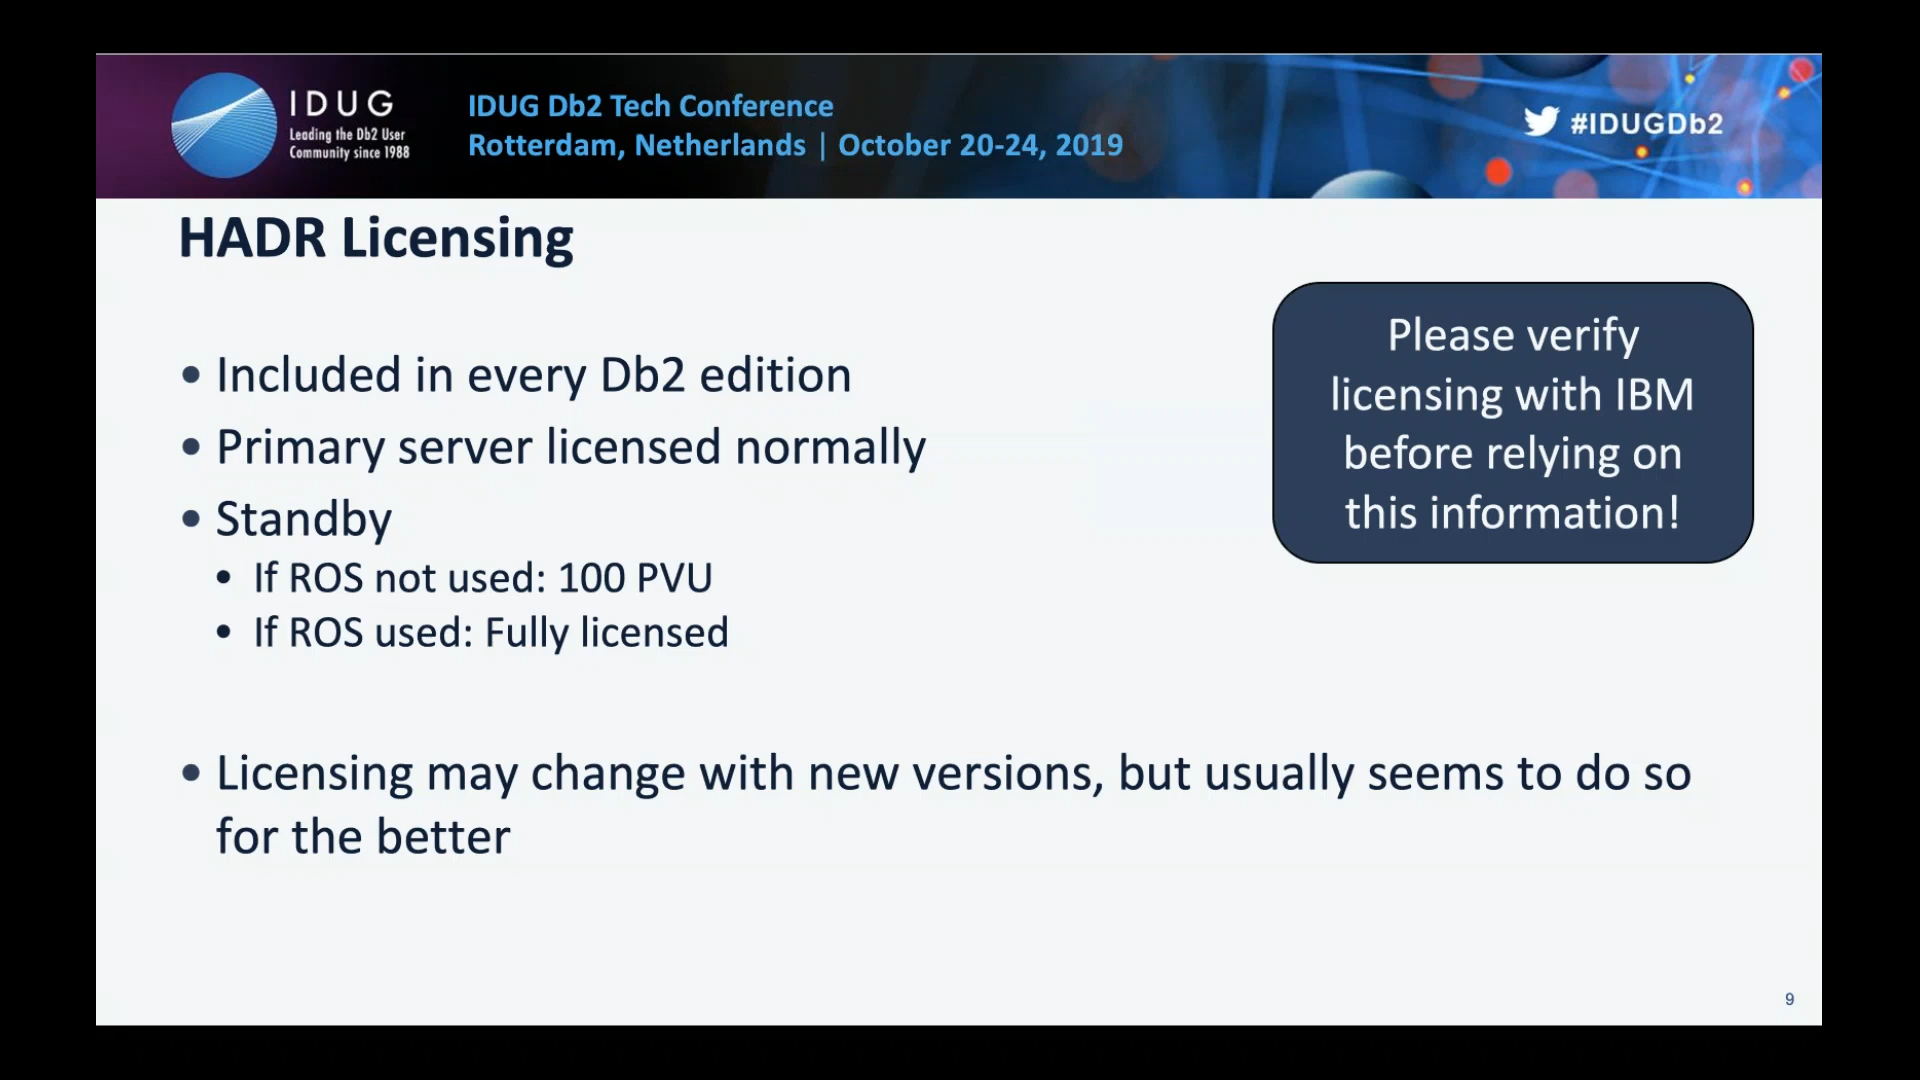 IDUG
Leading the Db2 User
Community since 1988
IDUG Db2 Tech Conference
Rotterdam, Netherlands | October 20-24, 2019
#IDUGDb2
HADR Licensing
• Included in every Db2 edition
• Primary server licensed normally
• Standby
• If ROS not used: 100 PVU
• If ROS used: Fully licensed
• Licensing may change with new versions, but usually seems to do so
for the better
Please verify
licensing with IBM
before relying on
this information!
9